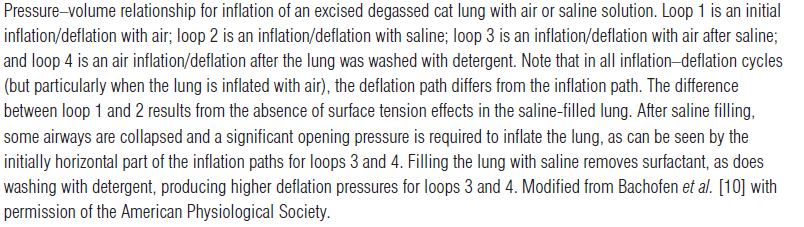 Pressure–volume relationship for inflation of an excised degassed cat lung with air or saline solution. Loop 1 is an initial
inflation/deflation with air; loop 2 is an inflation/deflation with saline; loop 3 is an inflation/deflation with air after saline;
and loop 4 is an air inflation/deflation after the lung was washed with detergent. Note that in all inflation–deflation cycles
(but particularly when the lung is inflated with air), the deflation path differs from the inflation path. The difference
between loop 1 and 2 results from the absence of surface tension effects in the saline-filled lung. After saline filling,
some airways are collapsed and a significant opening pressure is required to inflate the lung, as can be seen by the
initially horizontal part of the inflation paths for loops 3 and 4. Filling the lung with saline removes surfactant, as does
washing with detergent, producing higher deflation pressures for loops 3 and 4. Modified from Bachofen et al. [10] with
permission of the American Physiological Society.